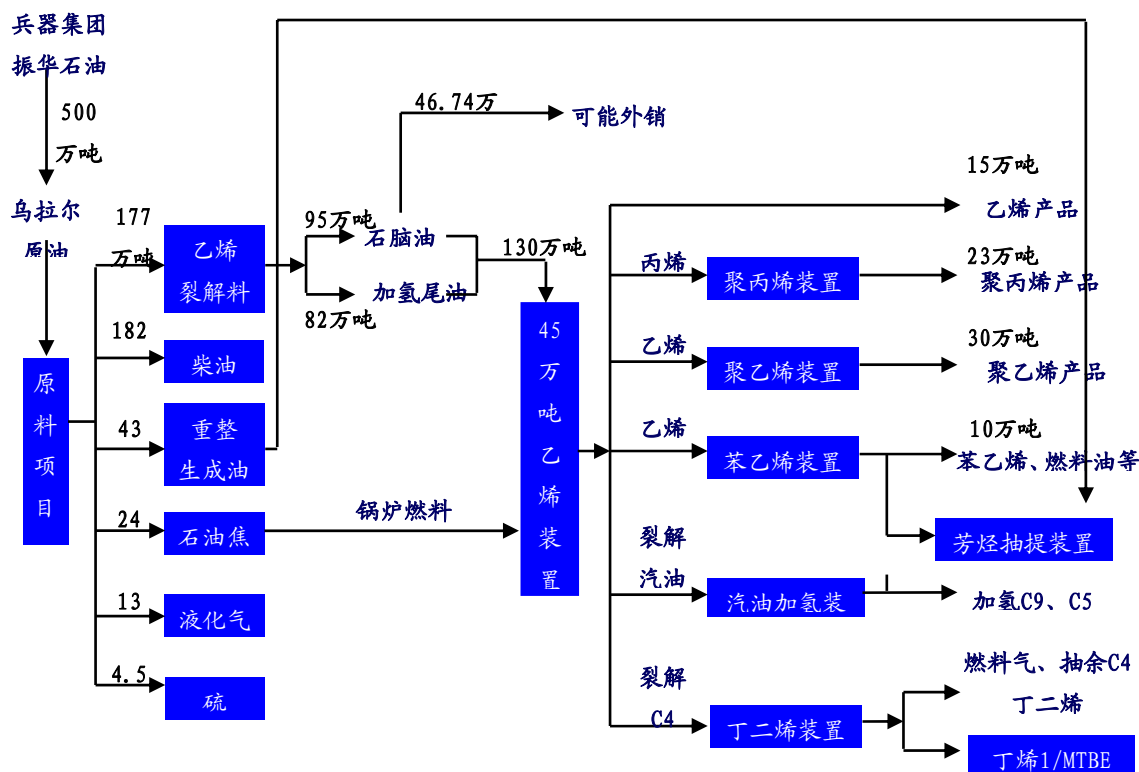 兵器集团
振华石油
500
万吨
乌拉尔
原油
原
料
项
目
177
万吨
乙烯
裂解料
182
柴油
43
重整
生成油
24
石油焦
13
液化气
4.5
硫
95万吨
石脑油
加氢尾油
82万吨
46.74万
可能外销
130万吨
锅炉燃料
45
万
吨
乙
烯
装
置
15万吨
乙烯产品
丙烯
聚丙烯装置
23万吨
聚丙烯产品
乙烯
聚乙烯装置
30万吨
聚乙烯产品
乙烯
苯乙烯装置
10万吨
苯乙烯、燃料油等
芳烃抽提装置
裂解
汽油
汽油加氢装
加氢C9、C5
裂解
C4
丁二烯装置
燃料气、抽余C4
丁二烯
丁烯1/MTBE